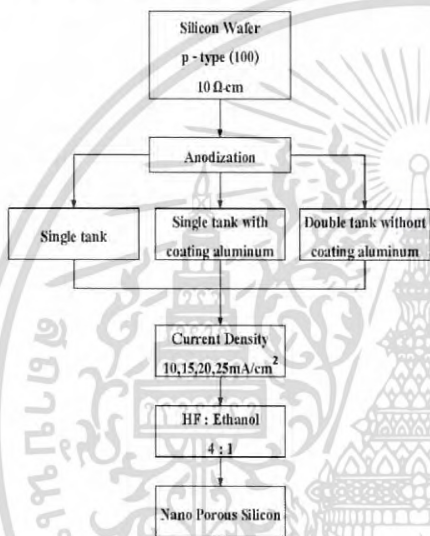 Silicon Wafer
p - type (100)
10 Ω-cm
Anodization
Single tank
Single tank with
coating aluminum
Double tank without
coating aluminum
Current Density
10,15,20,25mA/cm²
HF : Ethanol
4 : 1
Nano Porous Silicon